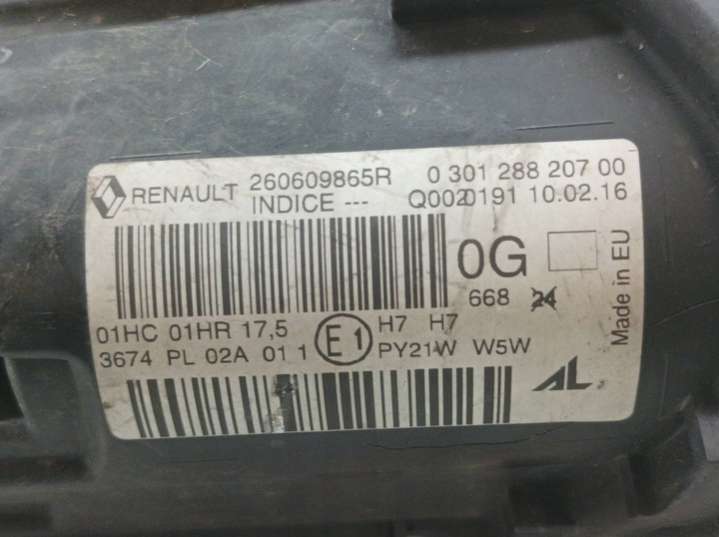 RENAULT 260609865R 0 301 288 207 00
INDICE --- Q0020191 10.02.16
0G
668 24
Made in EU
01HC 01HR 17,5 E1 H7 H7
3674 PL 02A 01 1 PY21W W5W
AL